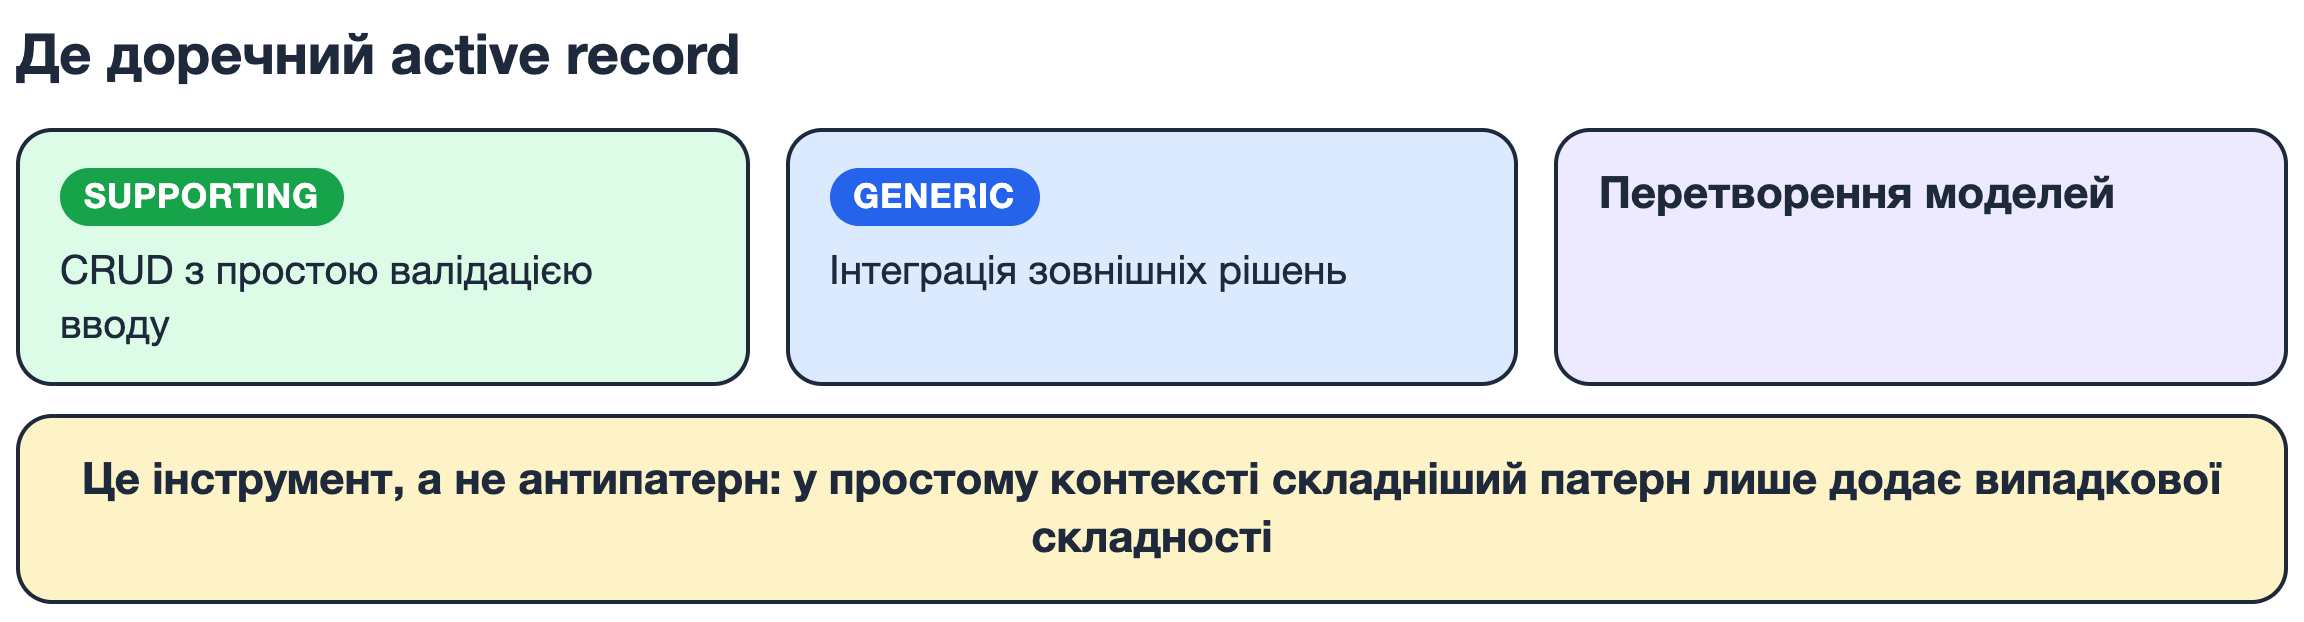 Де доречний active record
SUPPORTING
CRUD з простою валідацією
вводу
GENERIC
Інтеграція зовнішніх рішень
Перетворення моделей
Це інструмент, а не антипатерн: у простому контексті складніший патерн лише додає випадкової
складності